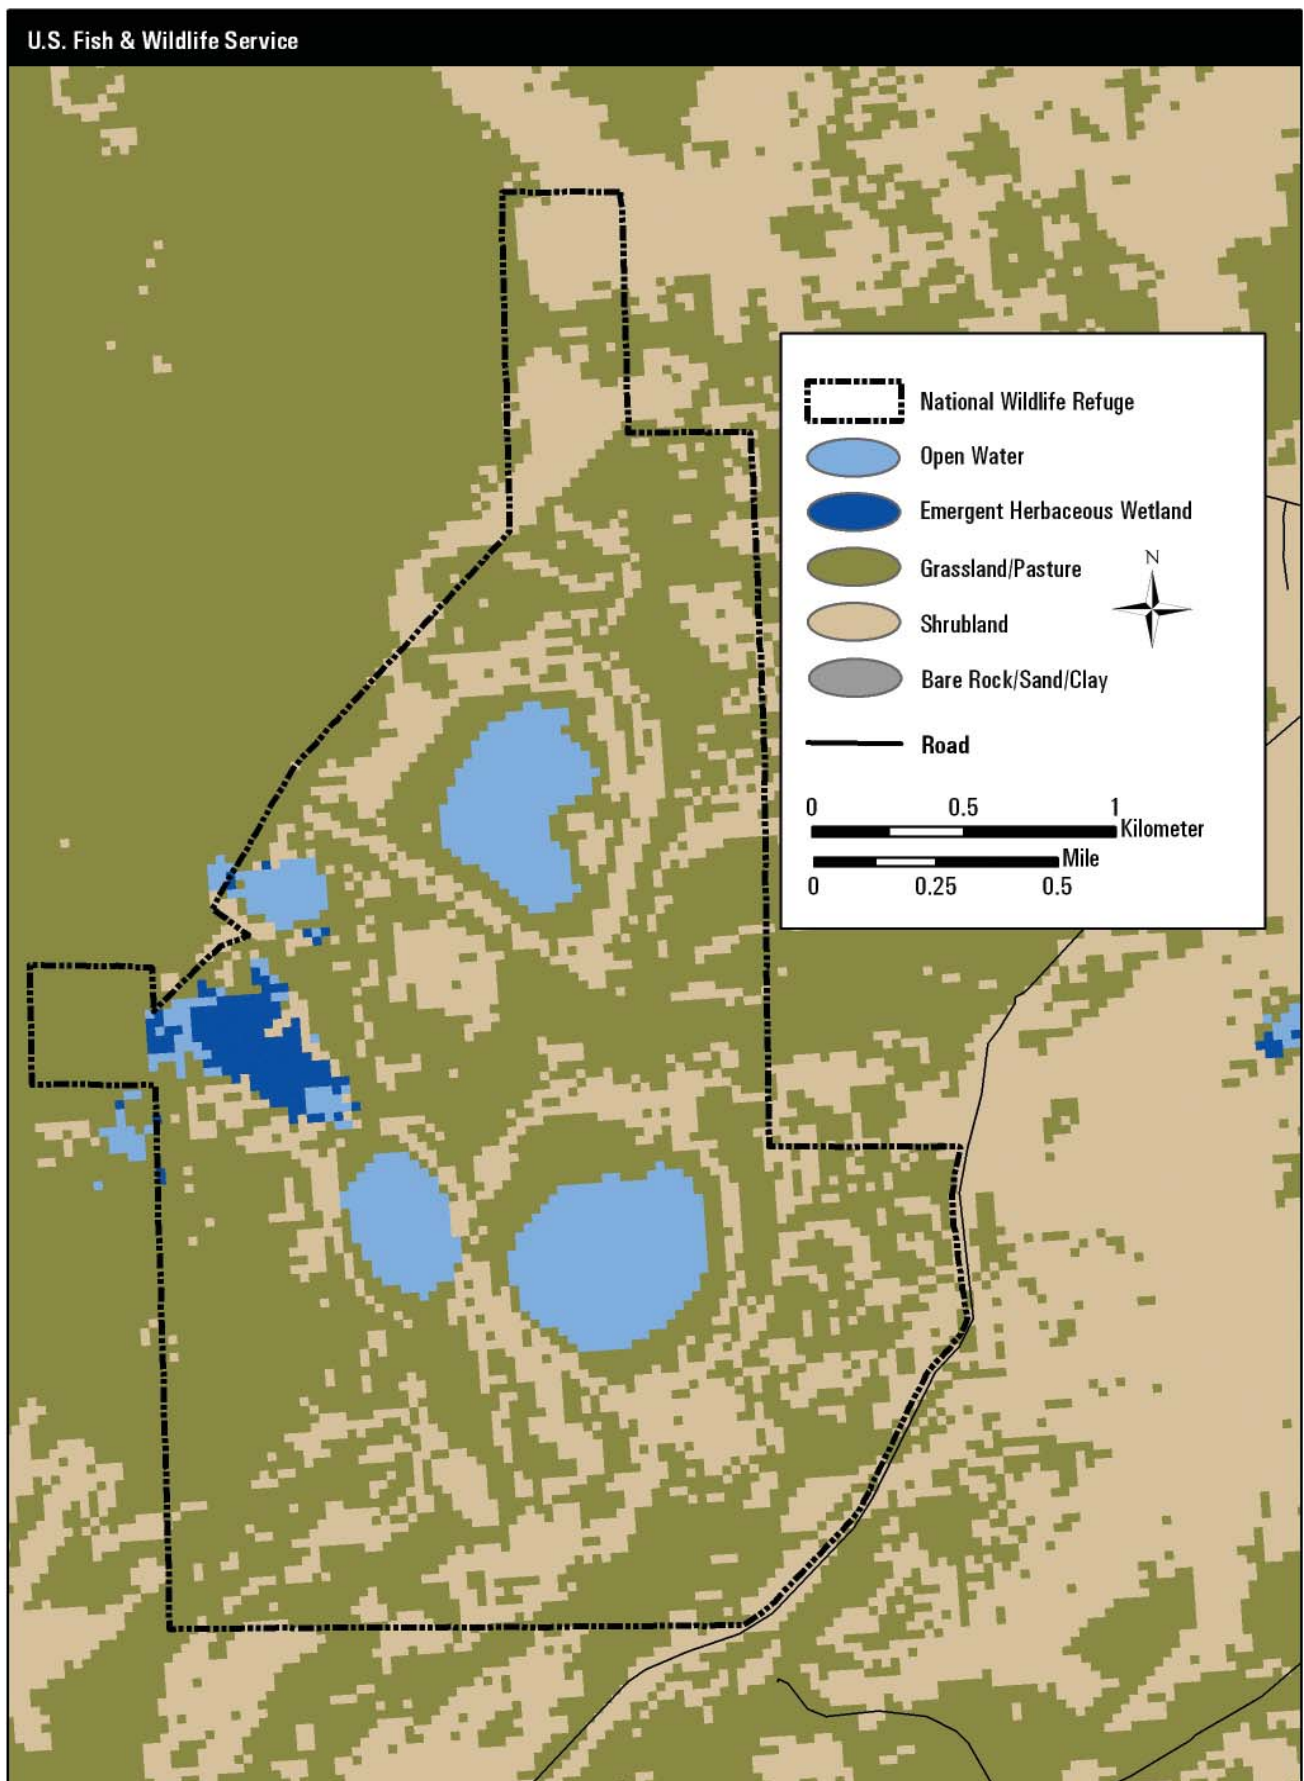 U.S. Fish & Wildlife Service
National Wildlife Refuge
Open Water
Emergent Herbaceous Wetland
N
Grassland/Pasture
Shrubland
Bare Rock/Sand/Clay
Road
0 0.5 1
Kilometer
Mile
0 0.25 0.5